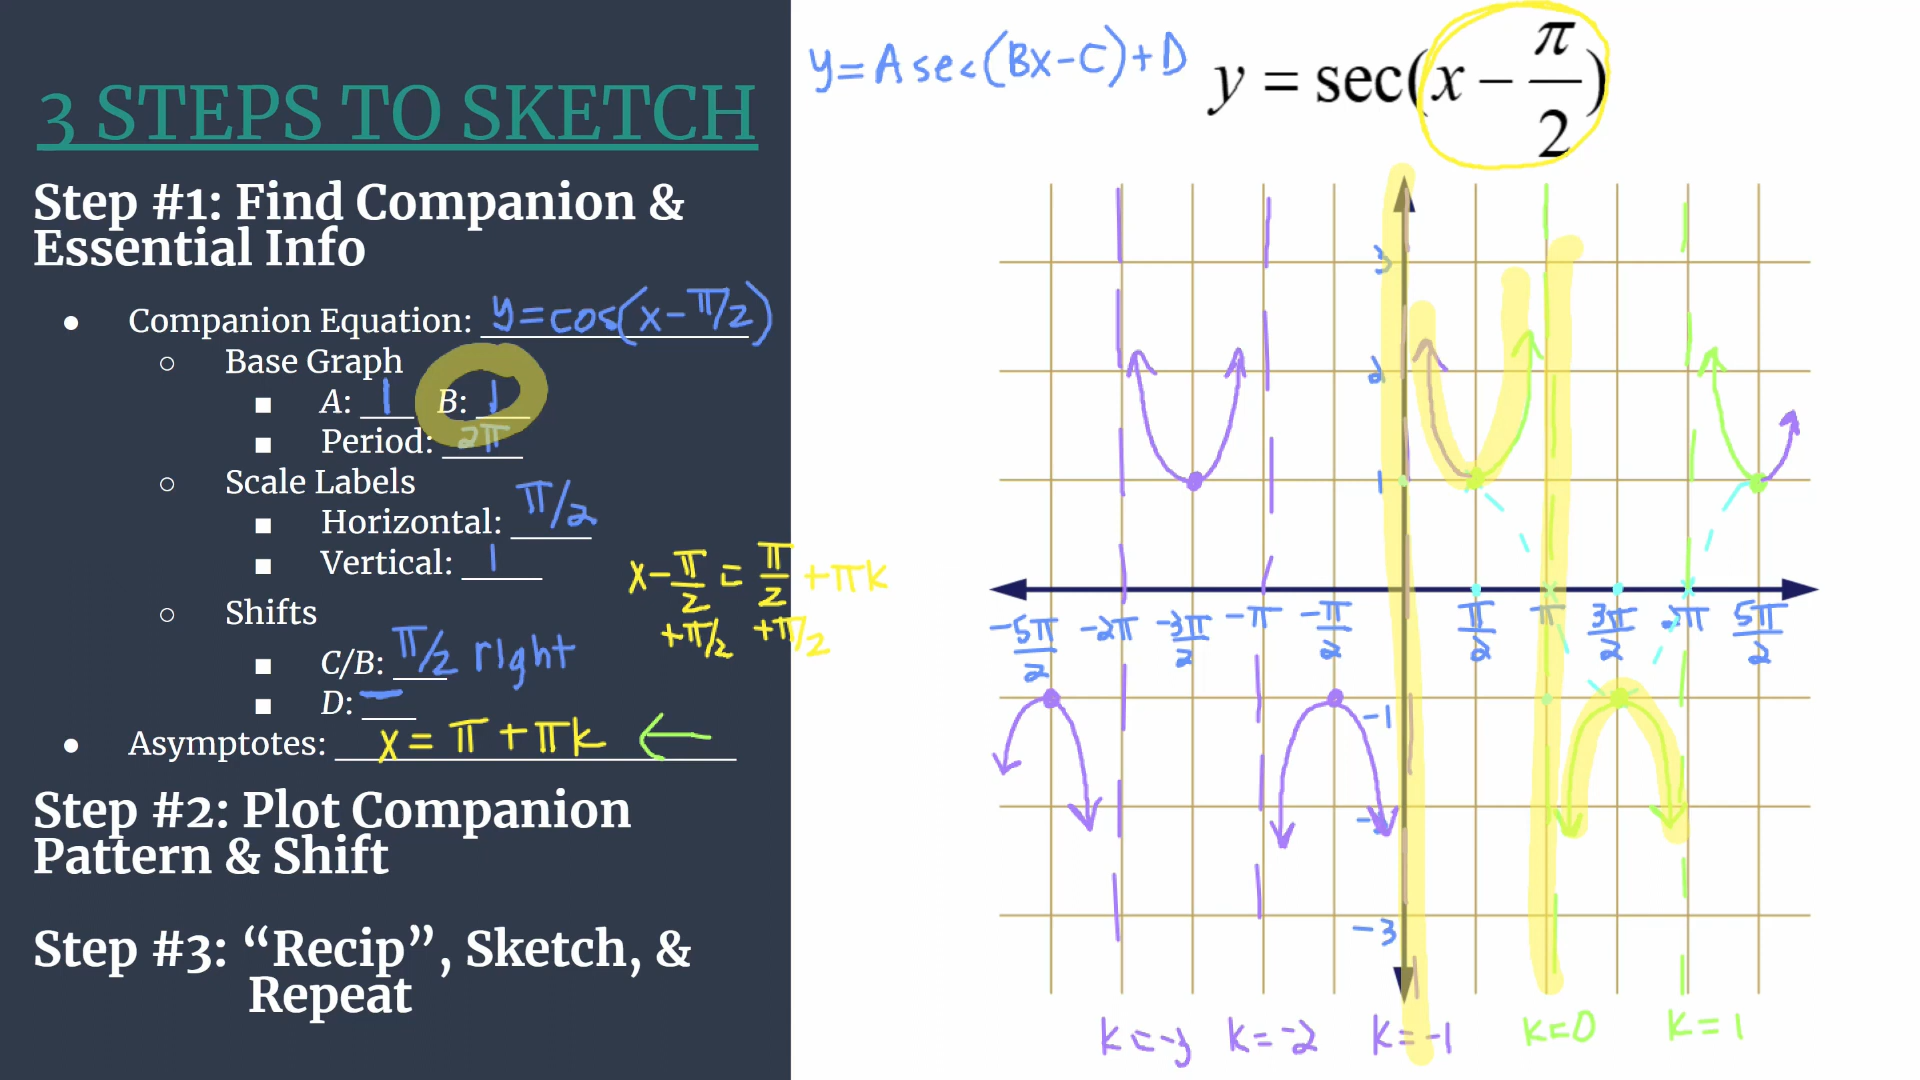 3 STEPS TO SKETCH
Step #1: Find Companion &
Essential Info
● Companion Equation: y=cos(x-π/2)
○ Base Graph
■ A: 1 B: 1
■ Period: 2π
○ Scale Labels
■ Horizontal: π/2
■ Vertical: 1
○ Shifts
■ C/B: π/2 right
■ D: –
● Asymptotes: x = π + πk ←
x-π/2 = π/2 +πk
+π/2 +π/2
Step #2: Plot Companion
Pattern & Shift
Step #3: “Recip”, Sketch, &
Repeat
y=Asec(Bx-C)+D
y = sec(x − π/2)
3
2
1
-5π/2 -2π -3π/2 -π -π/2 π/2 π 3π/2 2π 5π/2
-1
-3
k=-3 k=-2 k=-1 k=0 k=1